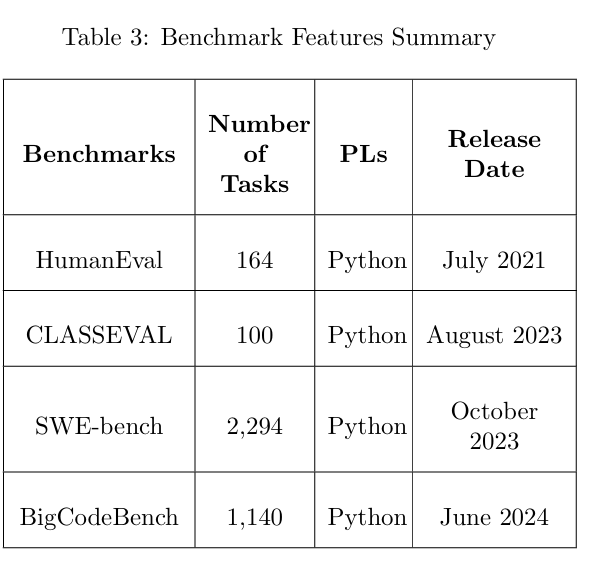 Table 3: Benchmark Features Summary
Benchmarks Number of Tasks PLs Release Date
HumanEval 164 Python July 2021
CLASSEVAL 100 Python August 2023
SWE-bench 2,294 Python October 2023
BigCodeBench 1,140 Python June 2024